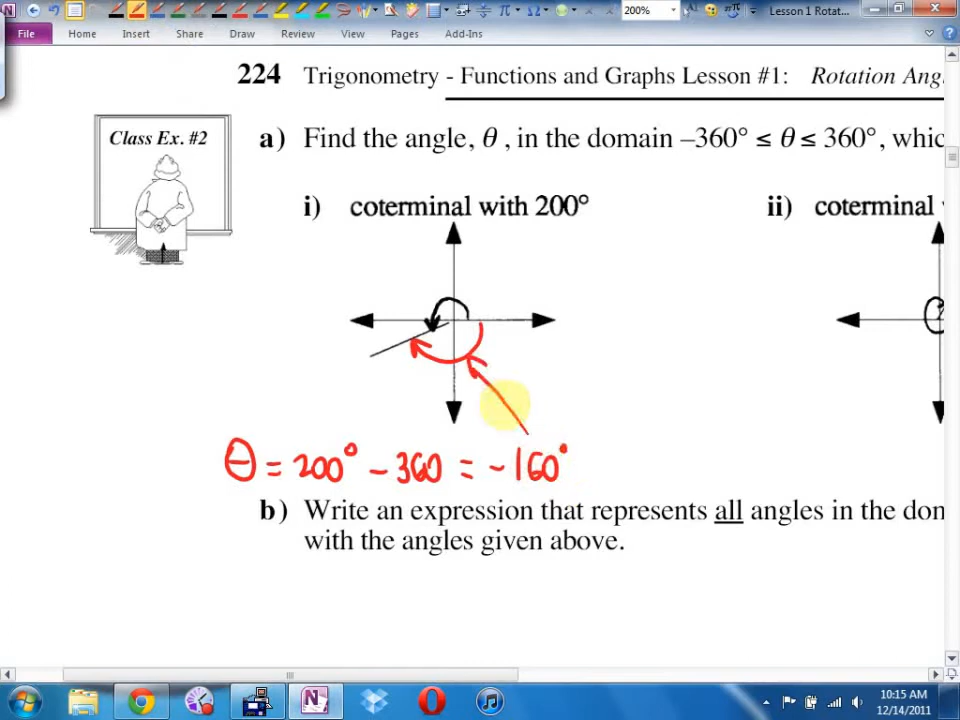 200%
Lesson 1 Rotat...
File Home Insert Share Draw Review View Pages Add-Ins
224 Trigonometry - Functions and Graphs Lesson #1: Rotation Ang
Class Ex. #2
a) Find the angle, θ , in the domain –360° ≤ θ ≤ 360°, whic
i) coterminal with 200°
ii) coterminal
θ = 200° - 360 = -160°
b) Write an expression that represents all angles in the don
with the angles given above.
10:15 AM
12/14/2011